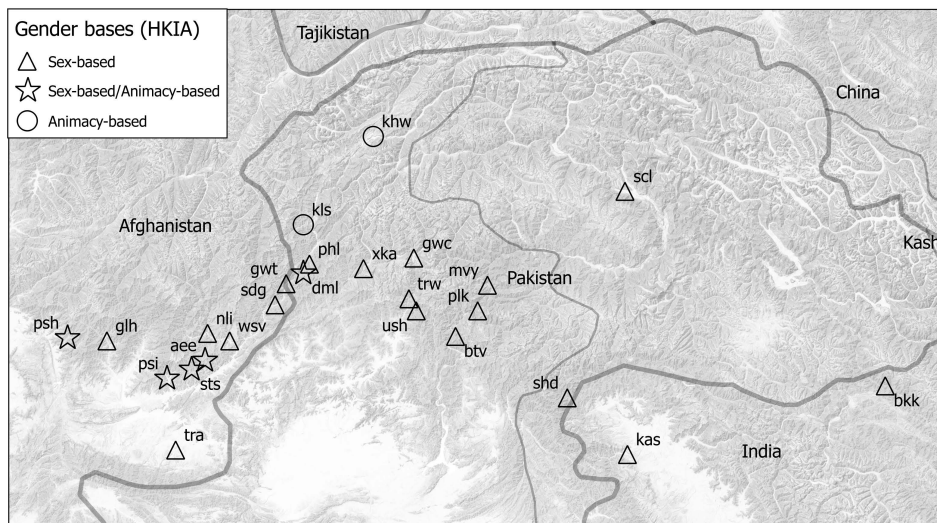 Gender bases (HKIA)
Sex-based
Sex-based/Animacy-based
Animacy-based
Tajikistan
China
khw
scl
Afghanistan
kls
Kash
phl
xka
gwc
gwt
dml
mvy
Pakistan
sdg
trw
plk
ush
psh
glh
nli
wsv
aee
btv
psi
sts
shd
bkk
tra
kas
India